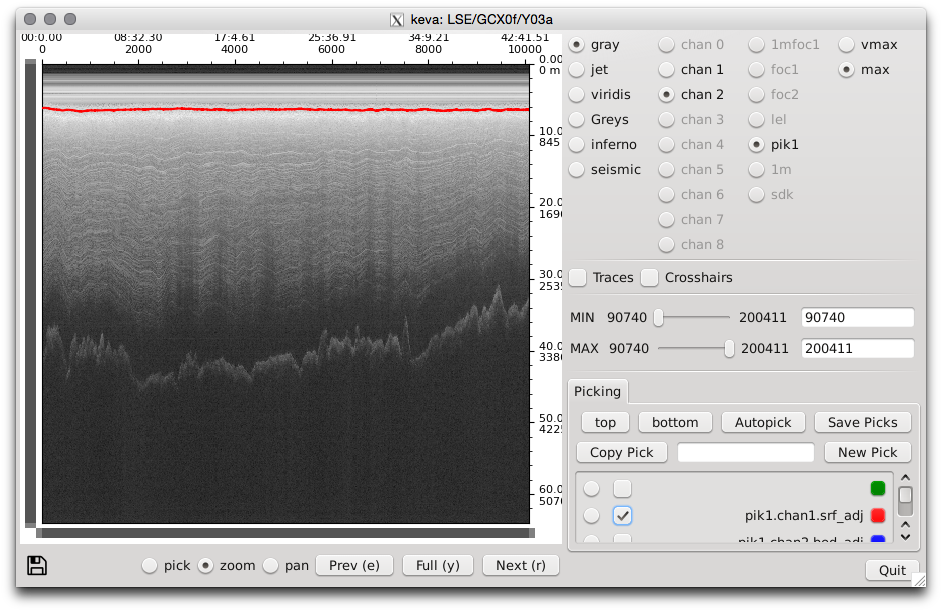 keva: LSE/GCX0f/Y03a
00:0.00 08:32.30 17:4.61 25:36.91 34:9.21 42:41.51
0 2000 4000 6000 8000 10000
0.00
0 m
10.0
845
20.0
1690
30.0
2535
40.0
3380
50.0
4225
60.0
5070
gray chan 0 1mfoc1 vmax
jet chan 1 foc1 max
viridis chan 2 foc2
Greys chan 3 lel
inferno chan 4 pik1
seismic chan 5 1m
chan 6 sdk
chan 7
chan 8
Traces Crosshairs
MIN 90740 200411 90740
MAX 90740 200411 200411
Picking
top bottom Autopick Save Picks
Copy Pick New Pick
pik1.chan1.srf_adj
pik1.chan2.bed_adj
pick zoom pan Prev (e) Full (y) Next (r) Quit